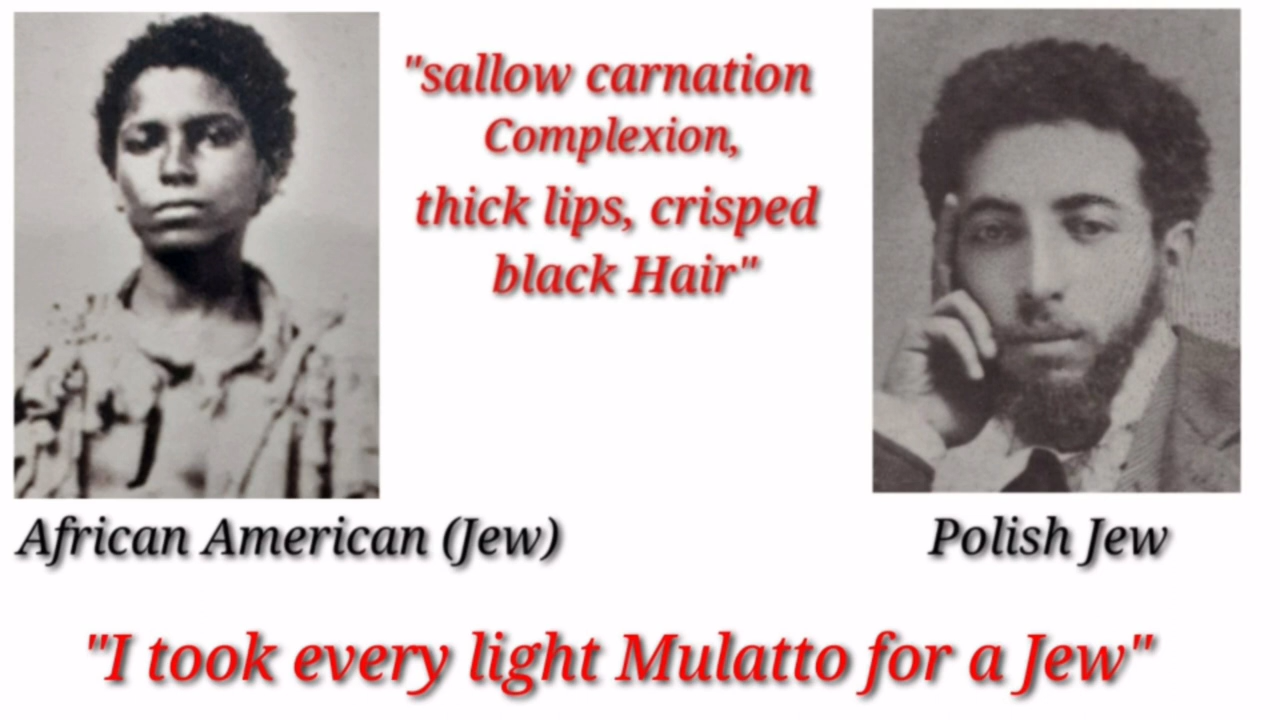 "sallow carnation
Complexion,
thick lips, crisped
black Hair"
African American (Jew)
Polish Jew
"I took every light Mulatto for a Jew"